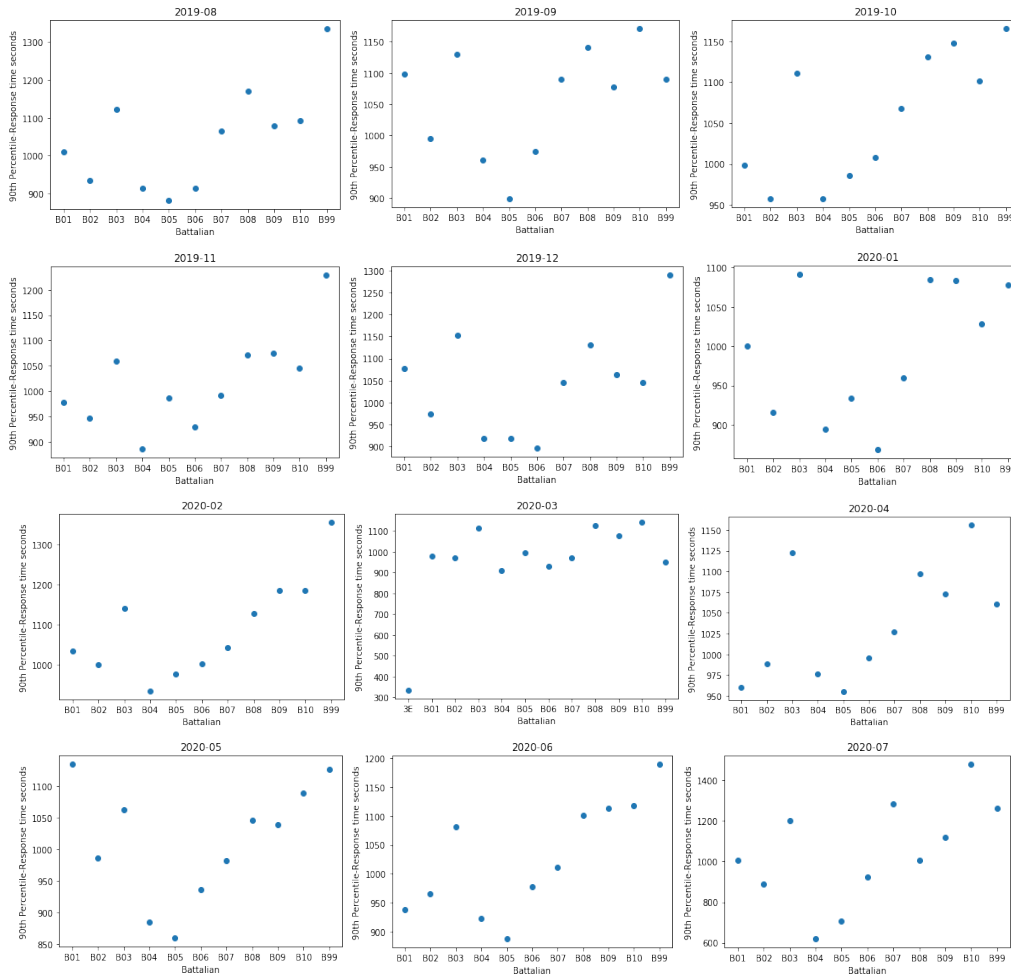 2019-08
90th Percentile-Response time seconds
1300
1200
1100
1000
900
B01 B02 B03 B04 B05 B06 B07 B08 B09 B10 B99
Battalian
2019-09
90th Percentile-Response time seconds
1150
1100
1050
1000
950
900
B01 B02 B03 B04 B05 B06 B07 B08 B09 B10 B99
Battalian
2019-10
90th Percentile-Response time seconds
1150
1100
1050
1000
950
B01 B02 B03 B04 B05 B06 B07 B08 B09 B10 B99
Battalian
2019-11
90th Percentile-Response time seconds
1200
1150
1100
1050
1000
950
900
B01 B02 B03 B04 B05 B06 B07 B08 B09 B10 B99
Battalian
2019-12
90th Percentile-Response time seconds
1300
1250
1200
1150
1100
1050
1000
950
900
B01 B02 B03 B04 B05 B06 B07 B08 B09 B10 B99
Battalian
2020-01
90th Percentile-Response time seconds
1100
1050
1000
950
900
B01 B02 B03 B04 B05 B06 B07 B08 B09 B10 B99
Battalian
2020-02
90th Percentile-Response time seconds
1300
1200
1100
1000
B01 B02 B03 B04 B05 B06 B07 B08 B09 B10 B99
Battalian
2020-03
90th Percentile-Response time seconds
1100
1000
900
800
700
600
500
400
300
3E B01 B02 B03 B04 B05 B06 B07 B08 B09 B10 B99
Battalian
2020-04
90th Percentile-Response time seconds
1150
1125
1100
1075
1050
1025
1000
975
950
B01 B02 B03 B04 B05 B06 B07 B08 B09 B10 B99
Battalian
2020-05
90th Percentile-Response time seconds
1100
1050
1000
950
900
850
B01 B02 B03 B04 B05 B06 B07 B08 B09 B10 B99
Battalian
2020-06
90th Percentile-Response time seconds
1200
1150
1100
1050
1000
950
900
B01 B02 B03 B04 B05 B06 B07 B08 B09 B10 B99
Battalian
2020-07
90th Percentile-Response time seconds
1400
1200
1000
800
600
B01 B02 B03 B04 B05 B06 B07 B08 B09 B10 B99
Battalian